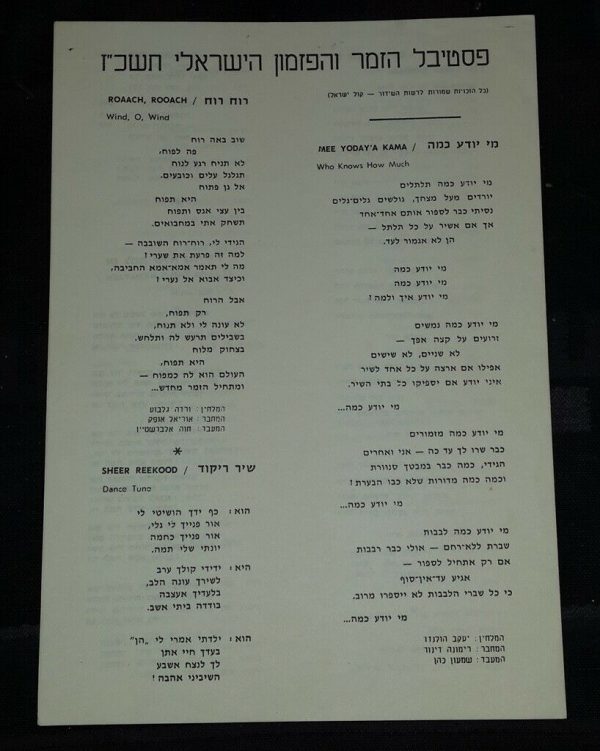 פסטיבל הזמר והפזמון הישראלי תשכ"ז
(כל הזכויות שמורות לרשות השידור — קול ישראל)
מי יודע כמה / MEE YODAY'A KAMA
Who Knows How Much
מי יודע כמה תלתלים
יורדים מעל מצחך, גולשים גלים־גלים
נסיתי כבר לספור אותם אחד־אחד
אך אם אשיר על כל תלתל —
הן לא אגמור לעד.
מי יודע כמה
מי יודע כמה
מי יודע איך ולמה!
מי יודע כמה נמשים
זרועים על קצה אפך —
לא שניים, לא שישים
אפילו אם ארצה על כל אחד לשיר
איני יודע אם יספיקו כל בתי השיר.
מי יודע כמה...
מי יודע כמה מזמורים
כבר שרו לך עד כה — אני ואחרים
הגידי, כמה כבר במבטך סנוורת
וכמה כמה מדורות שלא כבו הבערת!
מי יודע כמה...
מי יודע כמה לבבות
שברת ללא־רחם — אולי כבר רבבות
אם רק אתחיל לספור —
אגיע עד־אין־סוף
כי כל שברי הלבבות לא ייספרו מרוב.
מי יודע כמה...
המלחין: יעקב הולנדר
המחבר: רימונה דינור
המעבד: שמעון כהן
רוח רוח / ROAACH, ROOACH
Wind, O, Wind
שוב באה רוח
פה לפוח,
לא תניח רגע לנוח
תגלגל עלים וכובעים.
אל גן פתוח
היא תפוח
בין עצי אגס ותפוח
תשחק אתי במחבואים.
הגידי לי, רוח־רוח השובבה —
למה זה פרעת את שערי!
מה לי תאמר אמא־אמא החביבה,
וכיצד אבוא אל נערי!
אבל הרוח
רק תפוח,
לא עונה לי ולא תנוח,
בשבילים תרעש לה ותלחש.
בצחוק מלוח
היא תפוח,
העולם הוא לה כמפוח —
ומתחיל הזמר מחדש...
המלחין: ורדה גלבוע
המחבר: אוריאל אופק
המעבד: חוה אלברשטיין
*
שיר ריקוד / SHEER REEKOOD
Dance Tune
הוא: כף ידך הושיטי לי
אור פנייך לי גלי,
אור פנייך כחמה
יונתי שלי תמה.
היא: ידידי קולך ערב
לשירך עונה הלב,
בלעדיך אעצבה
בודדה ביתי אשב.
הוא: ילדתי אמרי לי „הן"
בעדך חיי אתן
לך לנצח אשבע
השיביני אהבה!